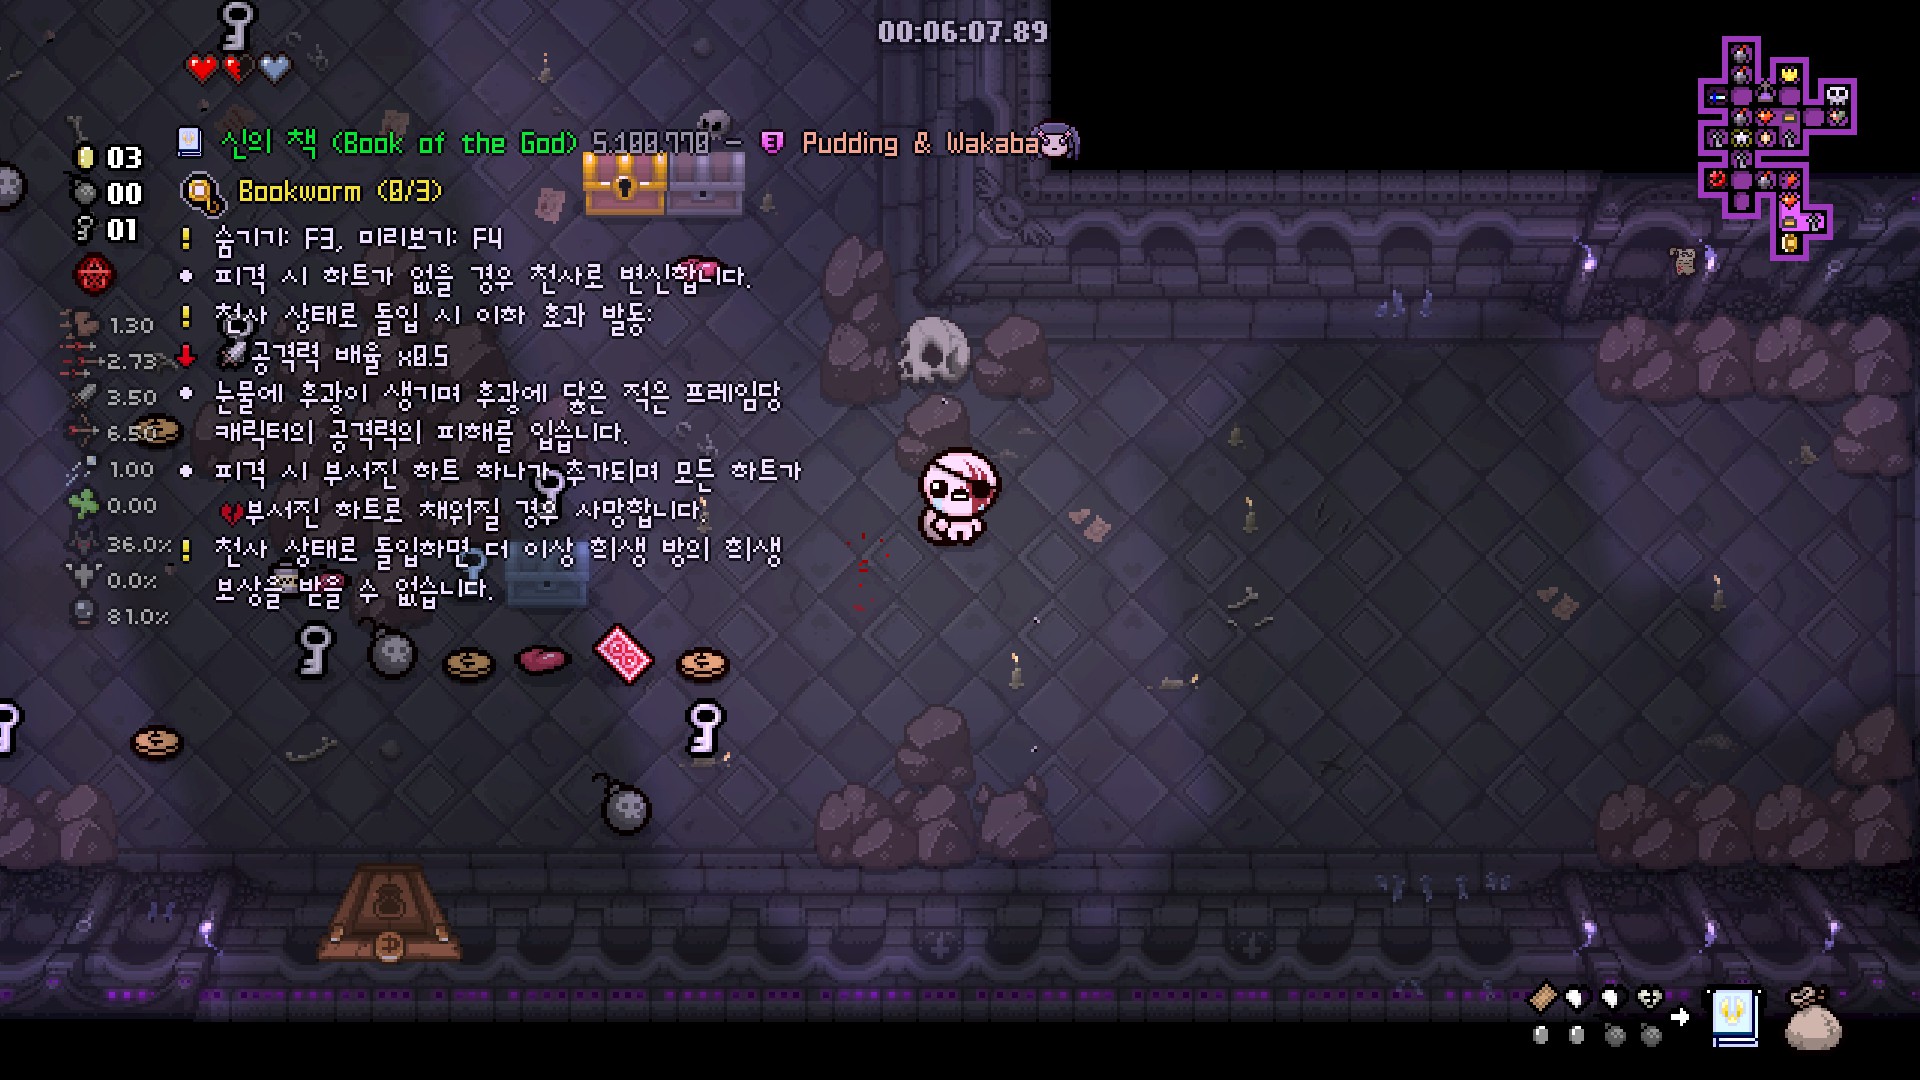 00:06:07.89
신의 책 (Book of the God) 5.100.770 - 3 Pudding & Wakaba
03
Bookworm (0/3)
00
01
숨기기: F3, 미리보기: F4
피격 시 하트가 없을 경우 천사로 변신합니다.
천사 상태로 돌입 시 이하 효과 발동:
1.30
공격력 배율 x0.5
2.73
눈물에 후광이 생기며 후광에 닿은 적은 프레임당
3.50
캐릭터의 공격력의 피해를 입습니다.
6.50
피격 시 부서진 하트 하나가 추가되며 모든 하트가
1.00
부서진 하트로 채워질 경우 사망합니다.
0.00
천사 상태로 돌입하면 더 이상 희생 방의 희생
36.0%
보상을 받을 수 없습니다.
0.0%
81.0%